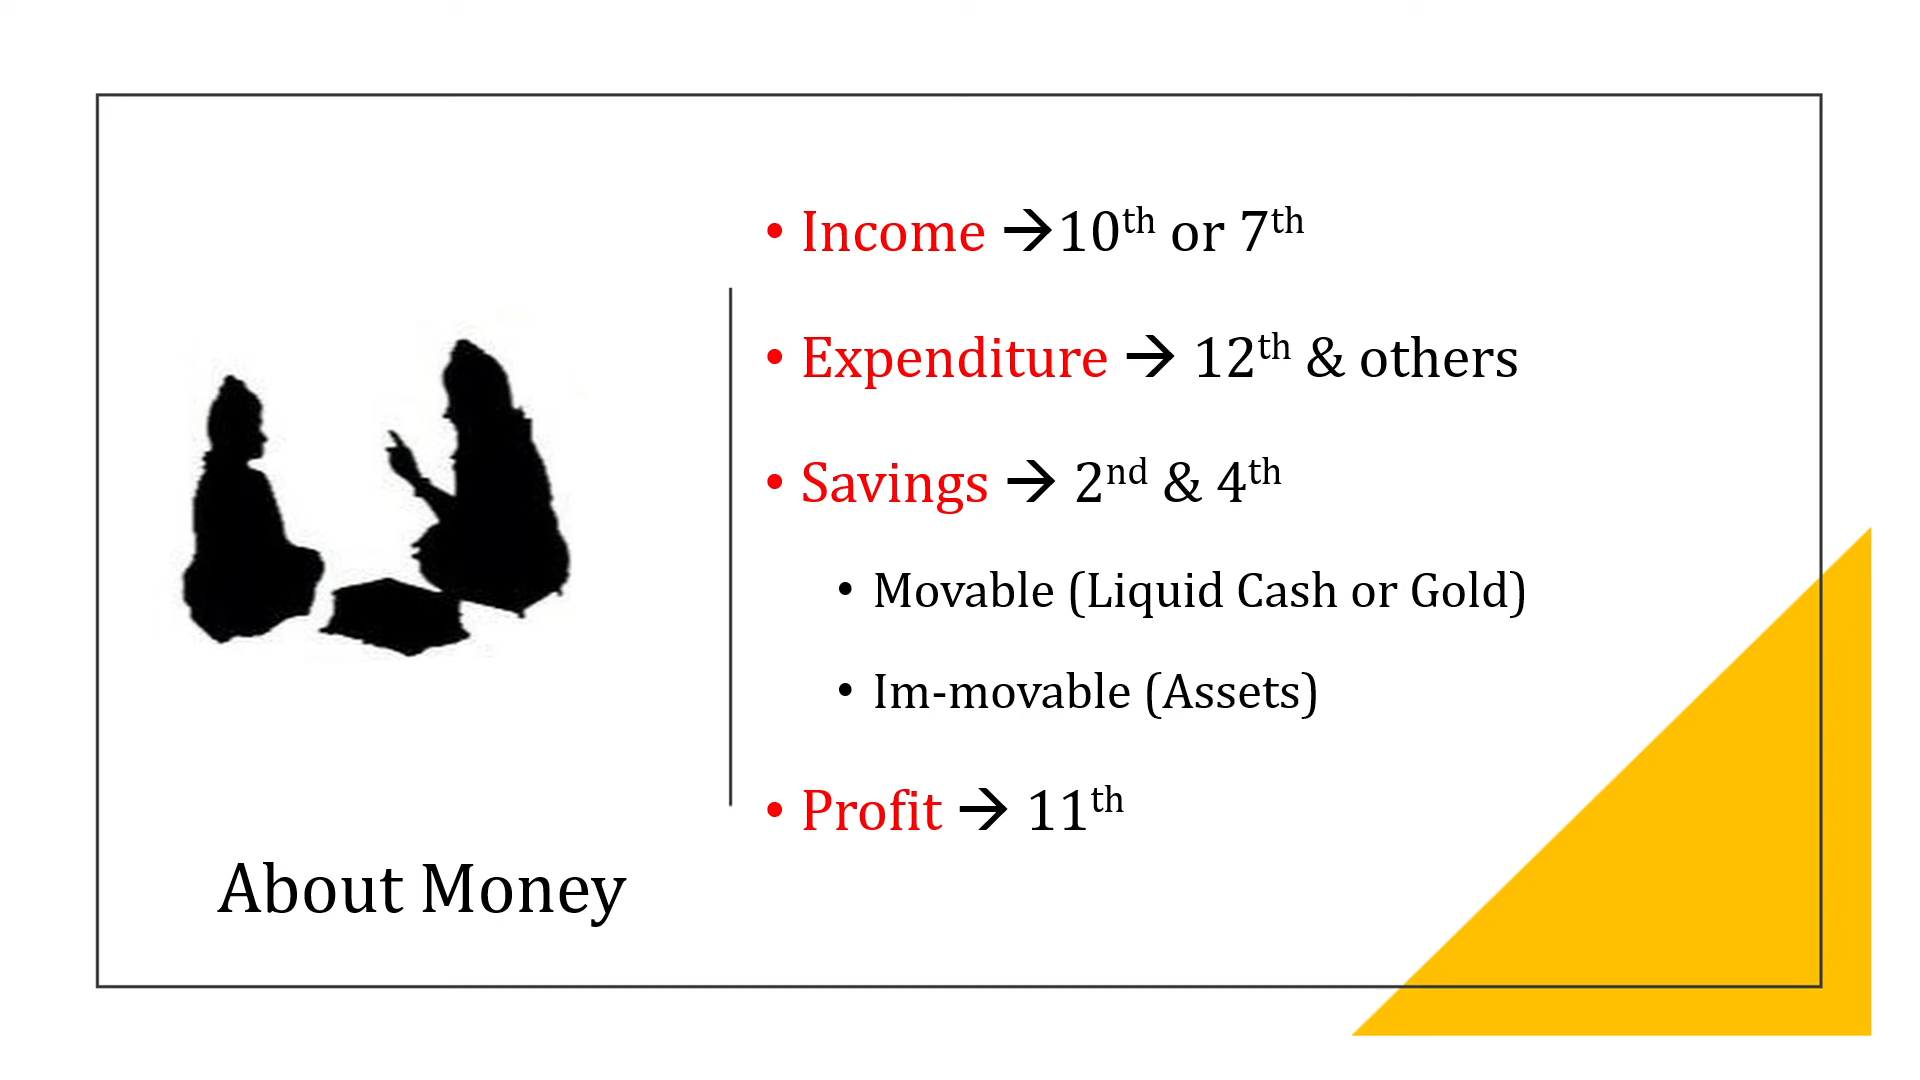 • Income →10th or 7th
• Expenditure → 12th & others
• Savings → 2nd & 4th
• Movable (Liquid Cash or Gold)
• Im-movable (Assets)
• Profit → 11th
About Money